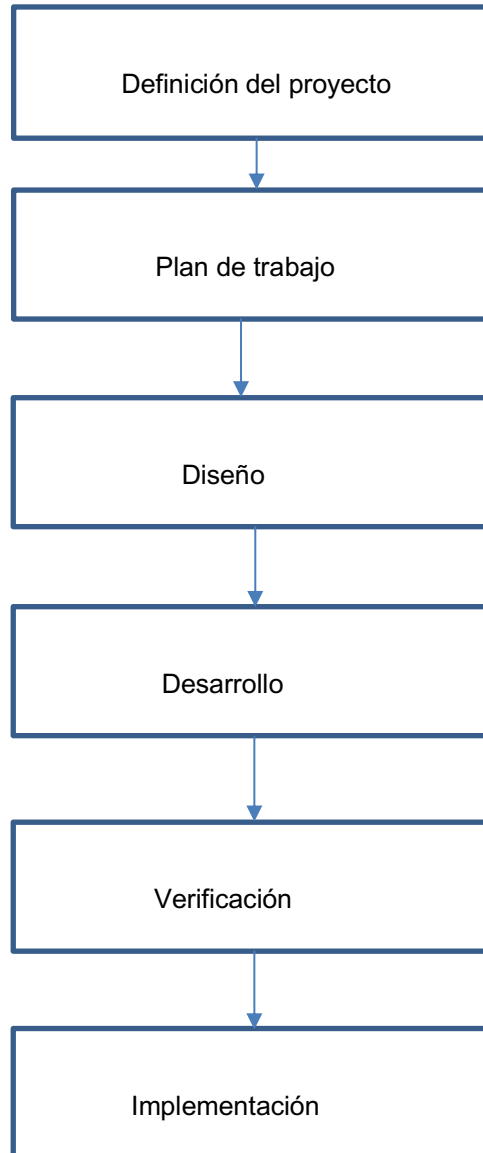 Definición del proyecto
Plan de trabajo
Diseño
Desarrollo
Verificación
Implementación